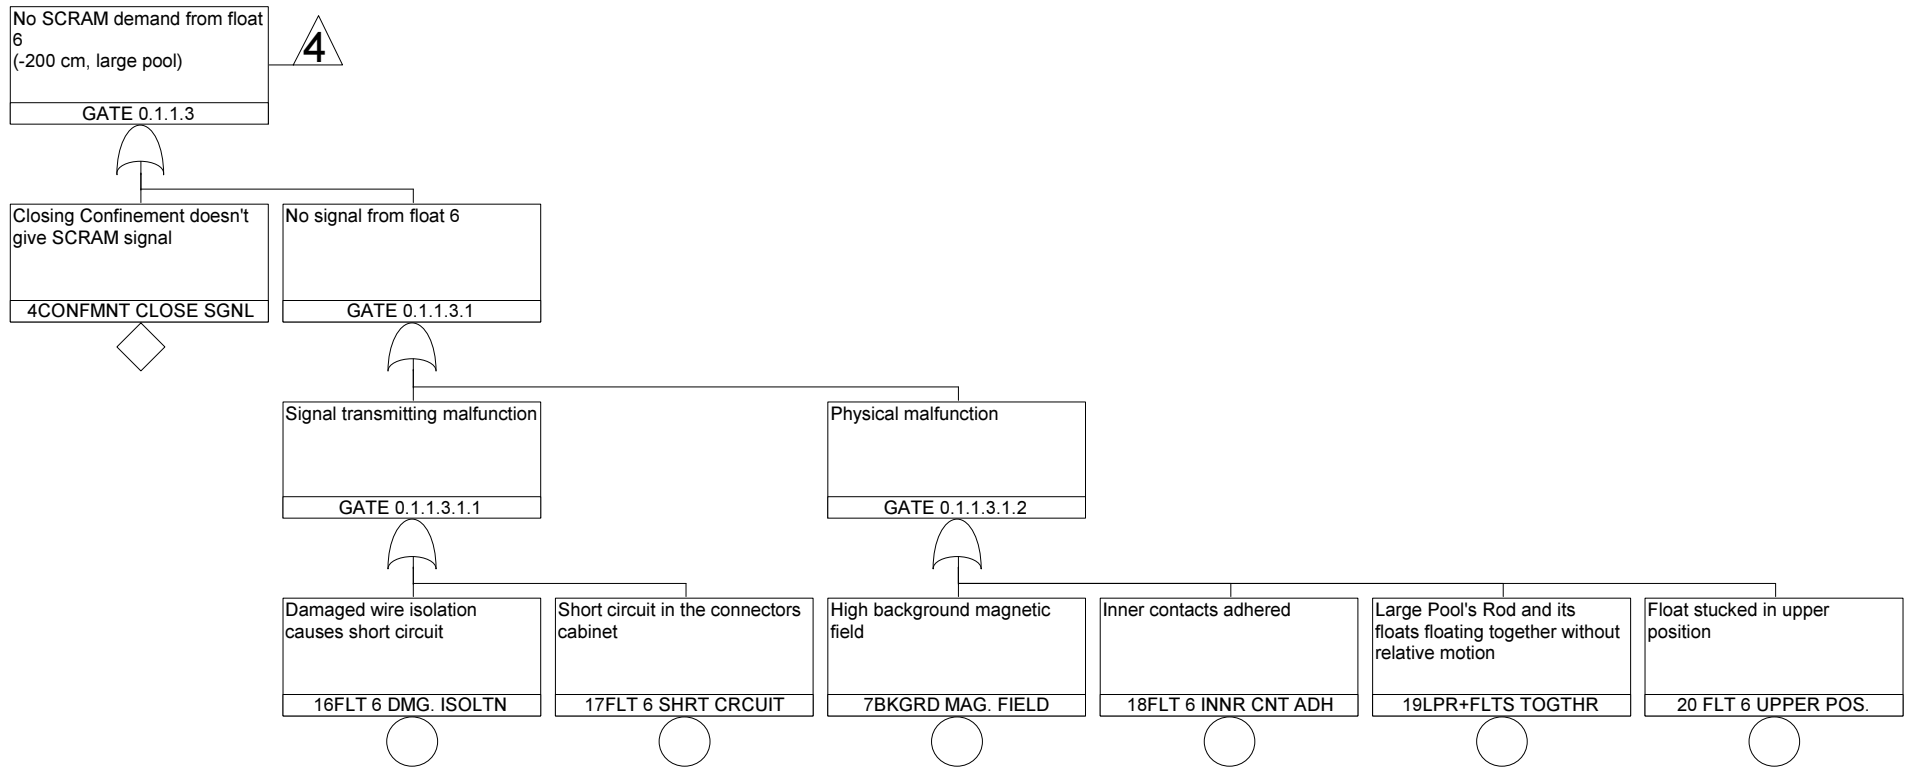 No SCRAM demand from float
6
(-200 cm, large pool)
GATE 0.1.1.3
4
Closing Confinement doesn't
give SCRAM signal
4CONFMNT CLOSE SGNL
No signal from float 6
GATE 0.1.1.3.1
Signal transmitting malfunction
GATE 0.1.1.3.1.1
Physical malfunction
GATE 0.1.1.3.1.2
Damaged wire isolation
causes short circuit
16FLT 6 DMG. ISOLTN
Short circuit in the connectors
cabinet
17FLT 6 SHRT CRCUIT
High background magnetic
field
7BKGRD MAG. FIELD
Inner contacts adhered
18FLT 6 INNR CNT ADH
Large Pool's Rod and its
floats floating together without
relative motion
19LPR+FLTS TOGTHR
Float stucked in upper
position
20 FLT 6 UPPER POS.